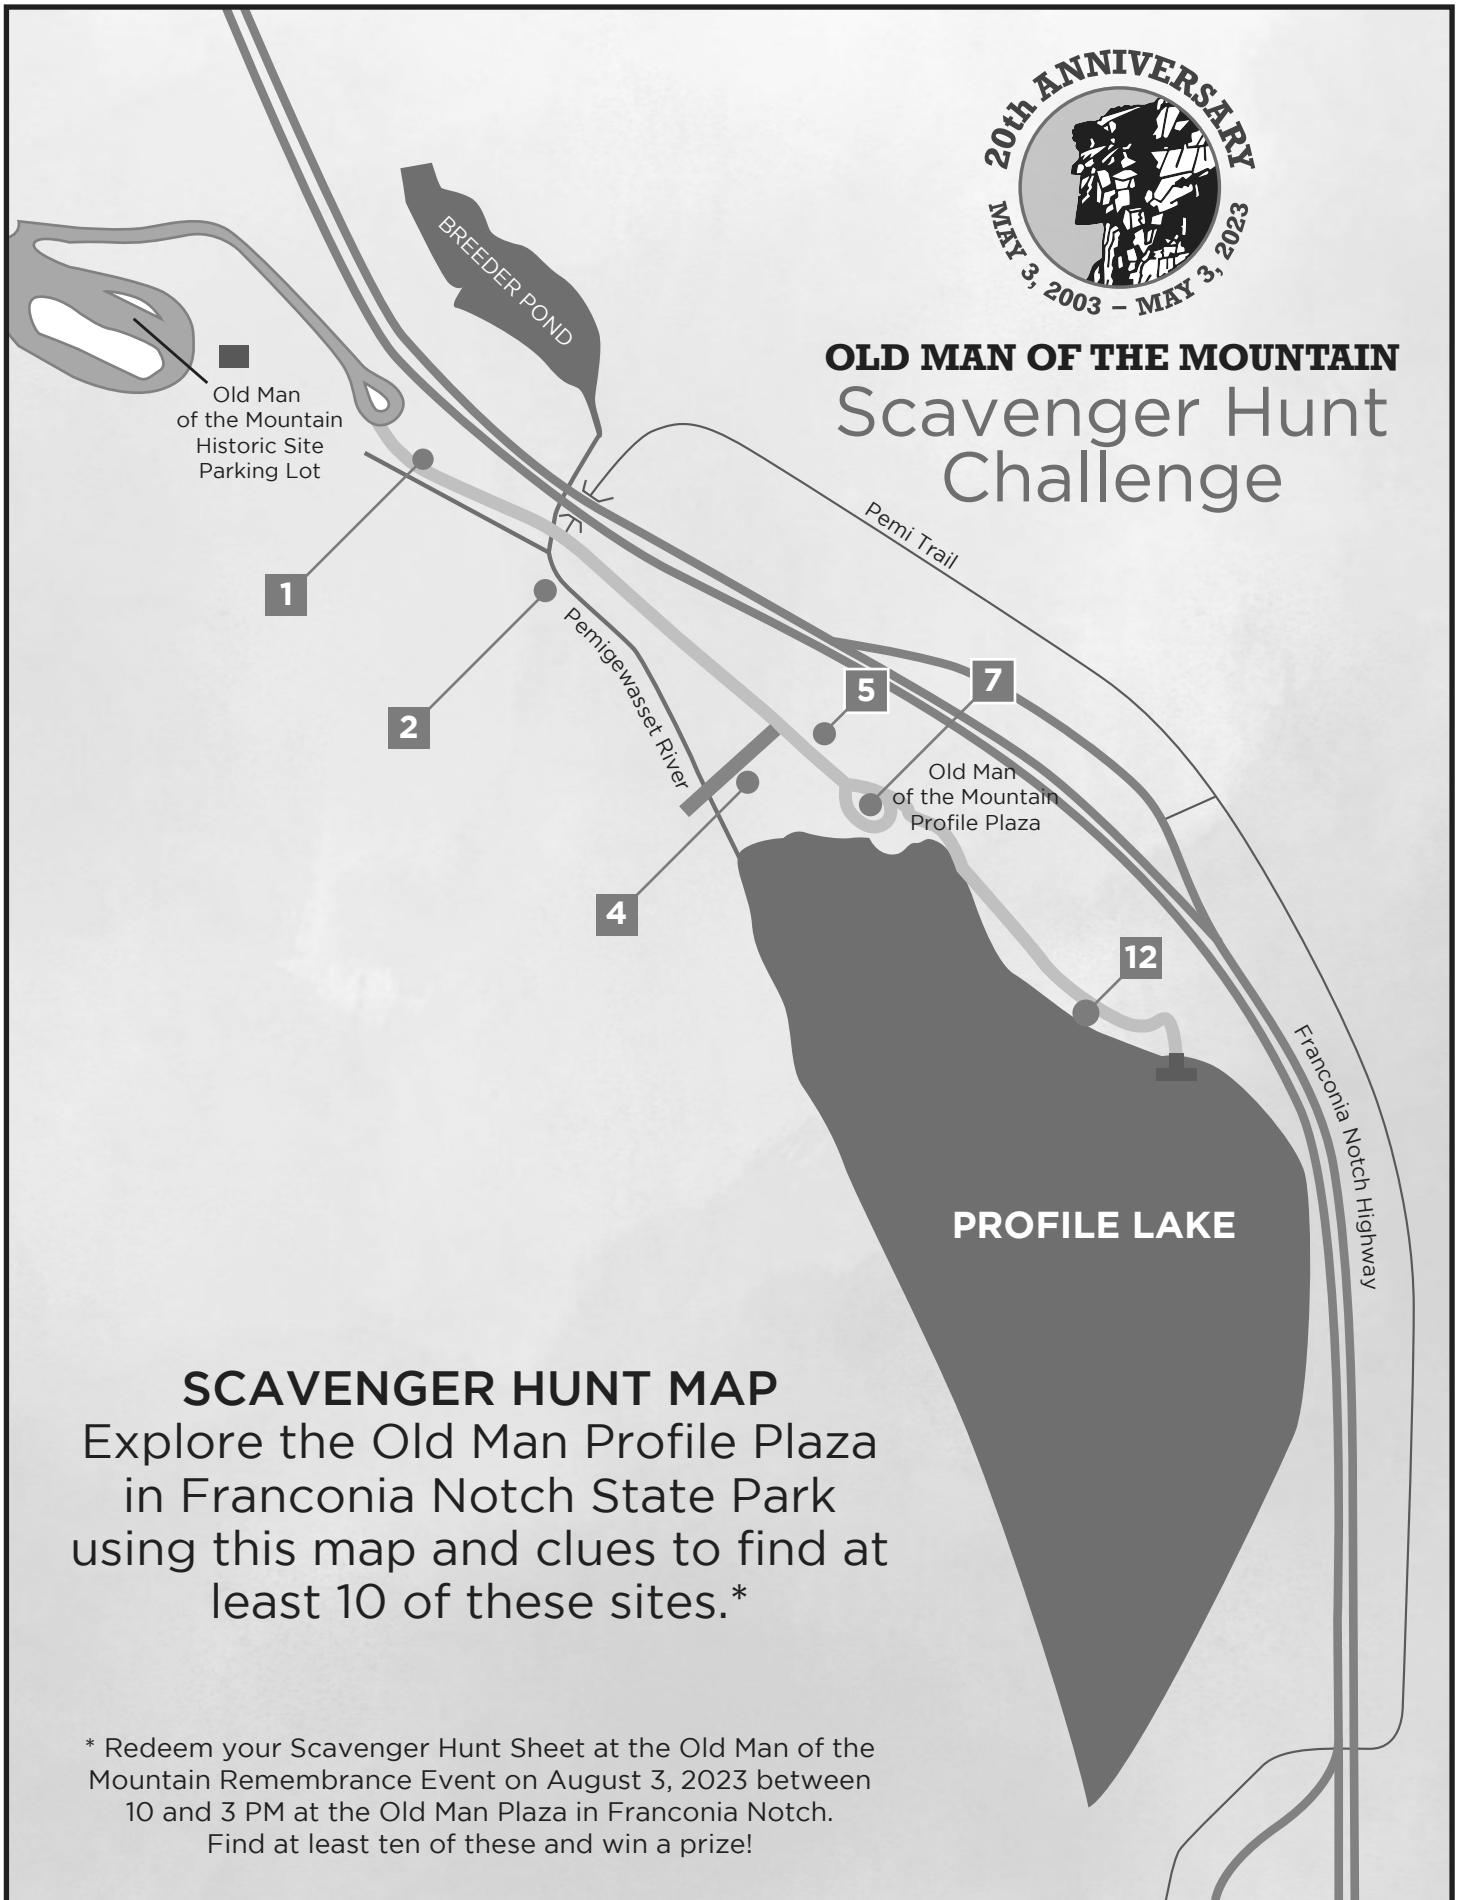 20th ANNIVERSARY
MAY 3, 2003 – MAY 3, 2023
OLD MAN OF THE MOUNTAIN
Scavenger Hunt
Challenge
BREEDER POND
Old Man
of the Mountain
Historic Site
Parking Lot
Pemi Trail
1
2
Pemigewasset River
5
7
Old Man
of the Mountain
Profile Plaza
4
12
Franconia Notch Highway
PROFILE LAKE
SCAVENGER HUNT MAP
Explore the Old Man Profile Plaza
in Franconia Notch State Park
using this map and clues to find at
least 10 of these sites.*
* Redeem your Scavenger Hunt Sheet at the Old Man of the
Mountain Remembrance Event on August 3, 2023 between
10 and 3 PM at the Old Man Plaza in Franconia Notch.
Find at least ten of these and win a prize!